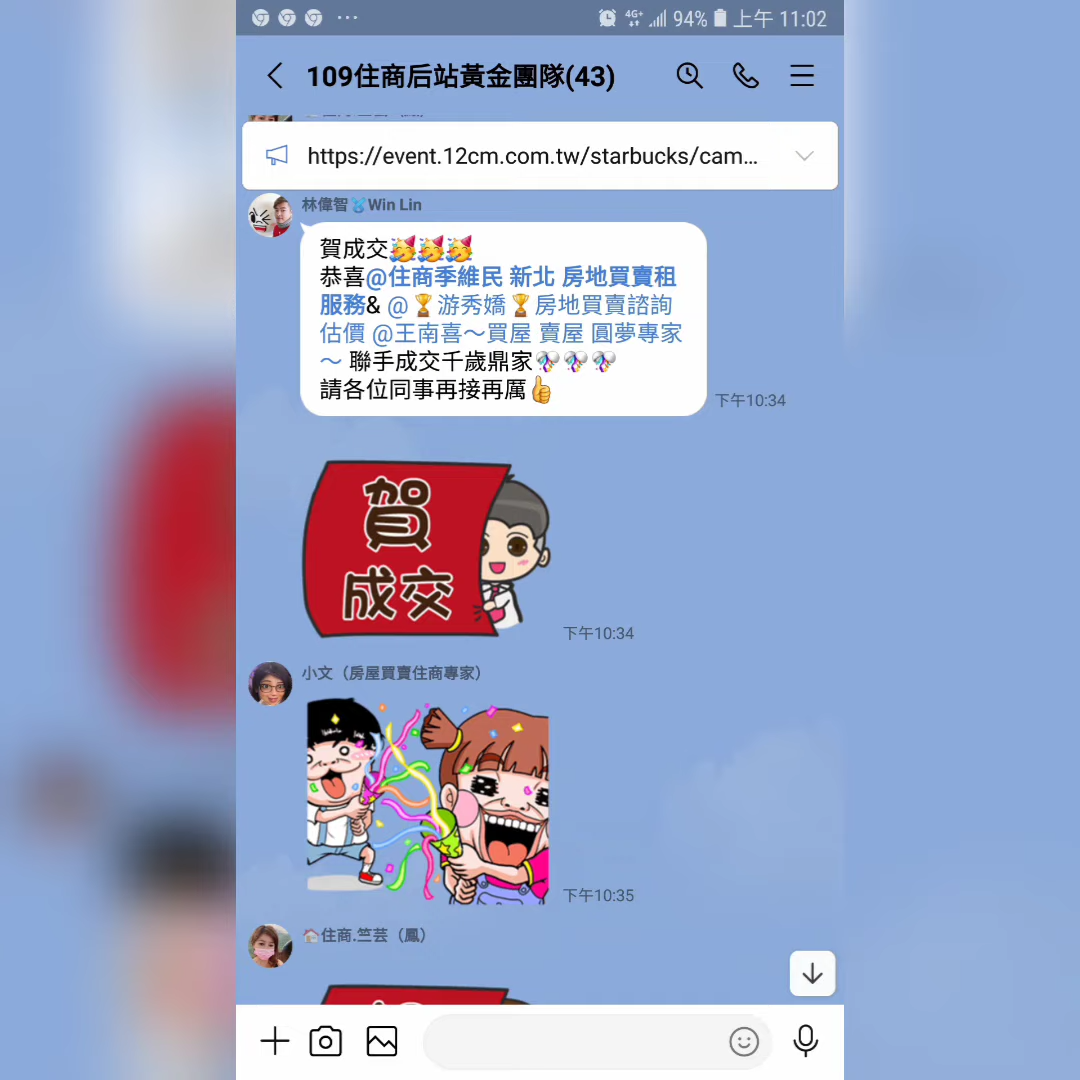 4G+ 94% 上午 11:02
109住商后站黃金團隊(43)
https://event.12cm.com.tw/starbucks/cam...
林偉智🏅Win Lin
賀成交🥳🥳🥳
恭喜@住商季維民 新北 房地買賣租
服務& @🏆游秀嬌🏆房地買賣諮詢
估價 @王南喜～買屋 賣屋 圓夢專家
～ 聯手成交千歲鼎家🎊🎊🎊
請各位同事再接再厲👍
下午10:34
賀
成交
下午10:34
小文（房屋買賣住商專家）
下午10:35
🏠住商.竺芸（鳳）